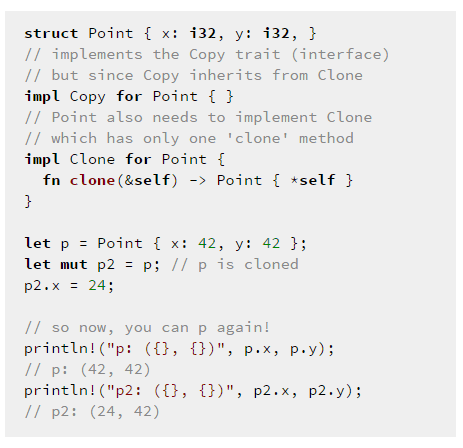 struct Point { x: i32, y: i32, }
// implements the Copy trait (interface)
// but since Copy inherits from Clone
impl Copy for Point { }
// Point also needs to implement Clone
// which has only one 'clone' method
impl Clone for Point {
  fn clone(&self) -> Point { *self }
}

let p = Point { x: 42, y: 42 };
let mut p2 = p; // p is cloned
p2.x = 24;

// so now, you can p again!
println!("p: ({}, {})", p.x, p.y);
// p: (42, 42)
println!("p2: ({}, {})", p2.x, p2.y);
// p2: (24, 42)